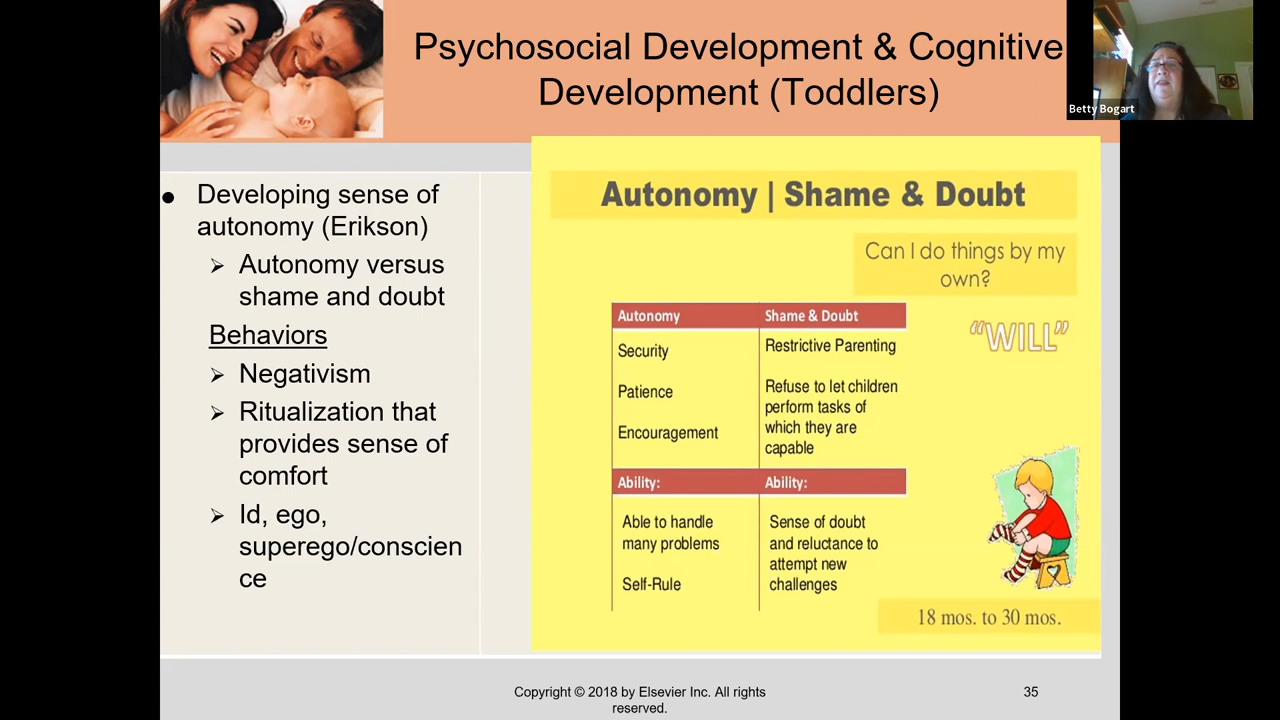 Psychosocial Development & Cognitive
Development (Toddlers)
Betty Bogart
Developing sense of
autonomy (Erikson)
Autonomy versus
shame and doubt
Behaviors
Negativism
Ritualization that
provides sense of
comfort
Id, ego,
superego/conscien
ce
Autonomy | Shame & Doubt
Can I do things by my
own?
"WILL"
Autonomy
Security
Patience
Encouragement
Shame & Doubt
Restrictive Parenting
Refuse to let children
perform tasks of
which they are
capable
Ability:
Able to handle
many problems
Self-Rule
Ability:
Sense of doubt
and reluctance to
attempt new
challenges
18 mos. to 30 mos.
Copyright © 2018 by Elsevier Inc. All rights
reserved.
35